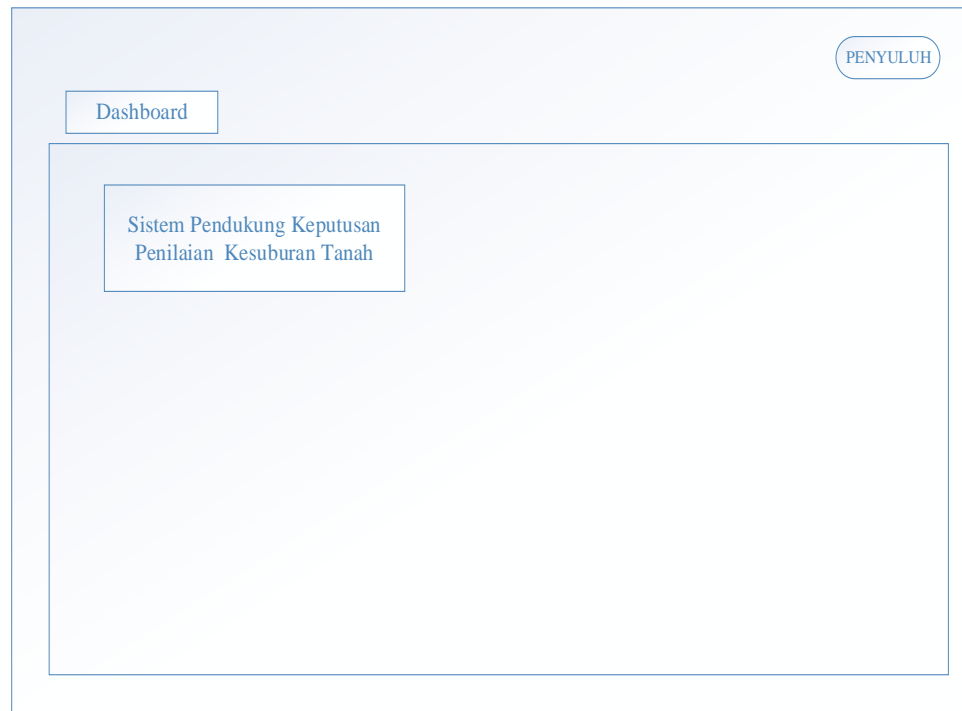 PENYULUH
Dashboard
Sistem Pendukung Keputusan
Penilaian Kesuburan Tanah